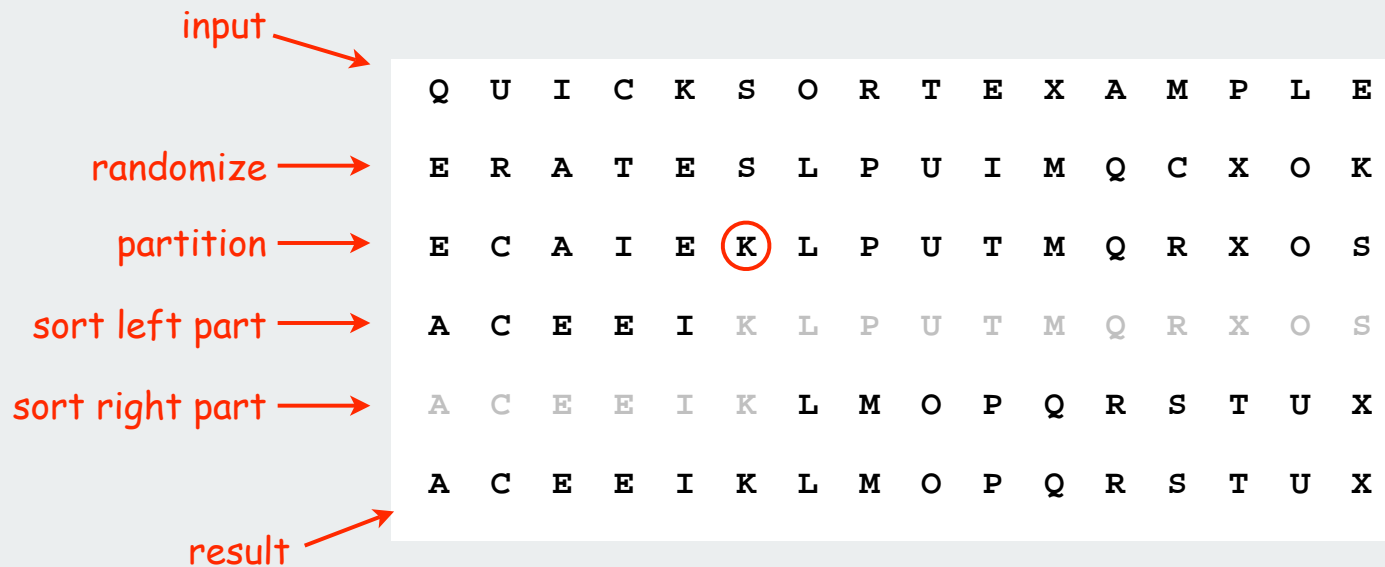 input
Q U I C K S O R T E X A M P L E
randomize E R A T E S L P U I M Q C X O K
partition E C A I E K L P U T M Q R X O S
sort left part A C E E I K L P U T M Q R X O S
sort right part A C E E I K L M O P Q R S T U X
A C E E I K L M O P Q R S T U X
result